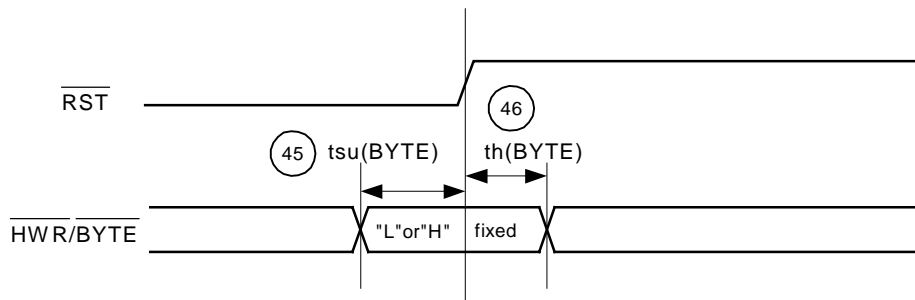 RST
46
45 tsu(BYTE) th(BYTE)
HWR/BYTE "L"or"H" fixed